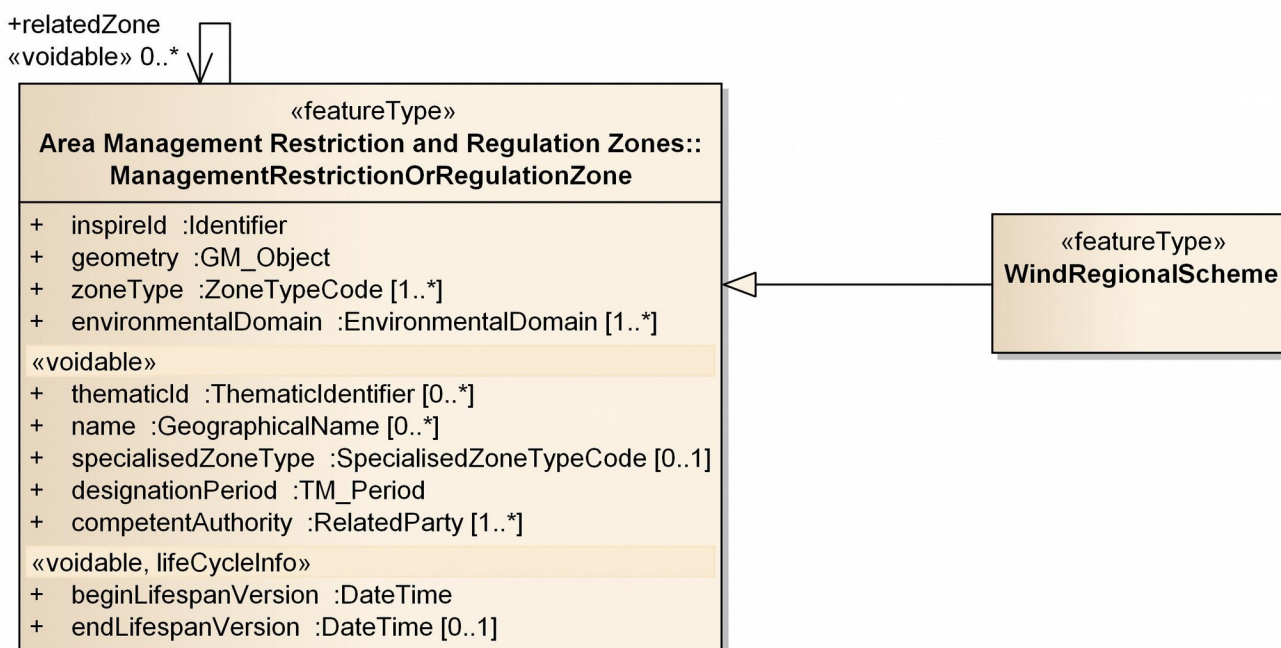 +relatedZone
«voidable» 0..*
«featureType»
Area Management Restriction and Regulation Zones::
ManagementRestrictionOrRegulationZone
+ inspireId :Identifier
+ geometry :GM_Object
+ zoneType :ZoneTypeCode [1..*]
+ environmentalDomain :EnvironmentalDomain [1..*]
«voidable»
+ thematicId :ThematicIdentifier [0..*]
+ name :GeographicalName [0..*]
+ specialisedZoneType :SpecialisedZoneTypeCode [0..1]
+ designationPeriod :TM_Period
+ competentAuthority :RelatedParty [1..*]
«voidable, lifeCycleInfo»
+ beginLifespanVersion :DateTime
+ endLifespanVersion :DateTime [0..1]
«featureType»
WindRegionalScheme